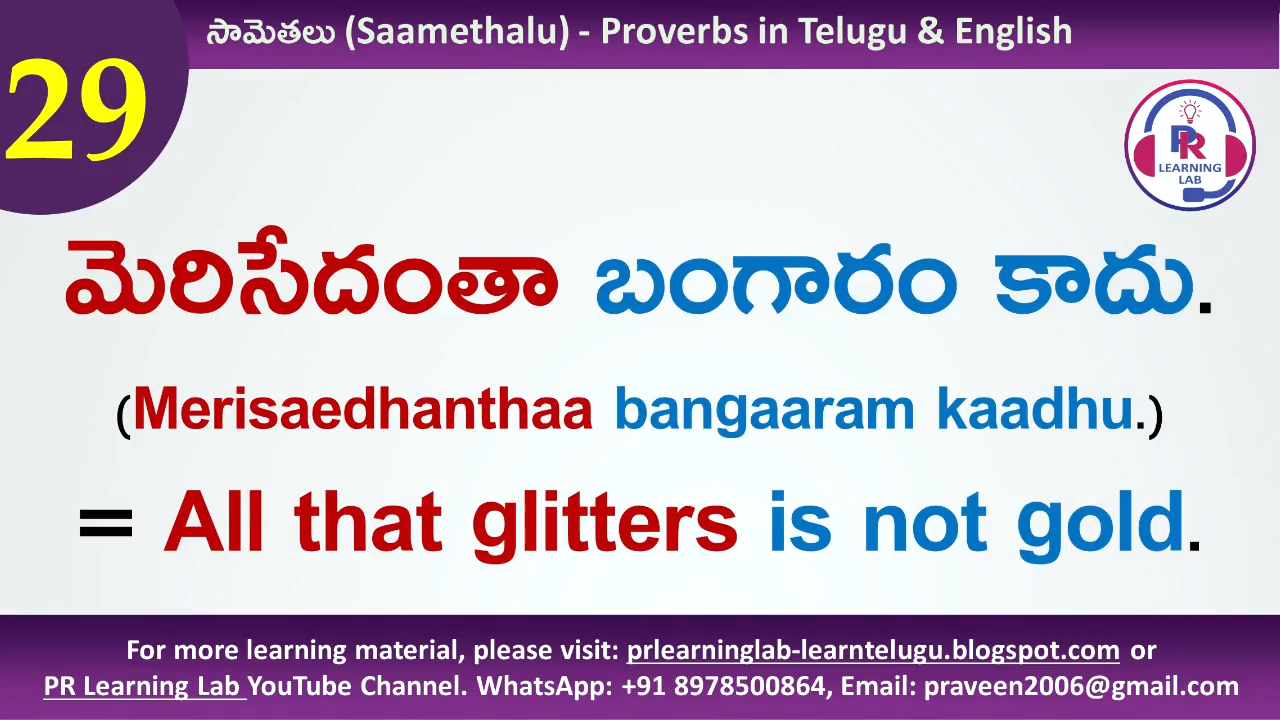 సామెతలు (Saamethalu) - Proverbs in Telugu & English
29
PR
LEARNING
LAB
మెరిసేదంతా బంగారం కాదు.
(Merisaedhanthaa bangaaram kaadhu.)
= All that glitters is not gold.
For more learning material, please visit: prlearninglab-learntelugu.blogspot.com or
PR Learning Lab YouTube Channel. WhatsApp: +91 8978500864, Email: praveen2006@gmail.com